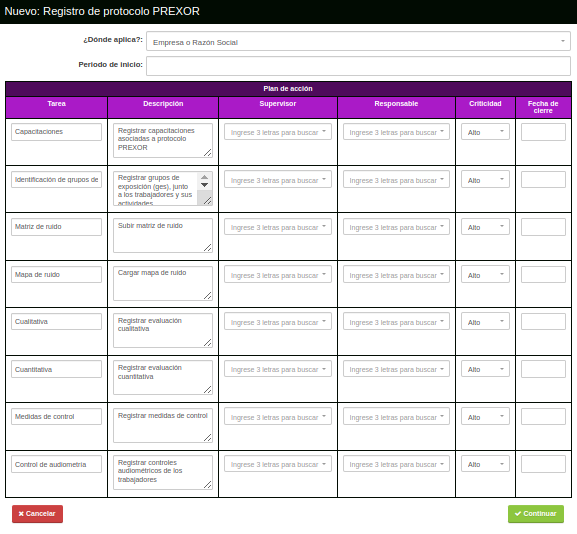 Nuevo: Registro de protocolo PREXOR
¿Dónde aplica?: Empresa o Razón Social
Periodo de inicio:
Plan de acción
Tarea Descripción Supervisor Responsable Criticidad Fecha de
cierre
Capacitaciones Registrar capacitaciones Ingrese 3 letras para buscar Ingrese 3 letras para buscar Alto
asociadas a protocolo
PREXOR
Identificación de grupos de Registrar grupos de Ingrese 3 letras para buscar Ingrese 3 letras para buscar Alto
exposición (ges), junto
a los trabajadores y sus
actividades
Matriz de ruido Subir matriz de ruido Ingrese 3 letras para buscar Ingrese 3 letras para buscar Alto
Mapa de ruido Cargar mapa de ruido Ingrese 3 letras para buscar Ingrese 3 letras para buscar Alto
Cualitativa Registrar evaluación Ingrese 3 letras para buscar Ingrese 3 letras para buscar Alto
cualitativa
Cuantitativa Registrar evaluación Ingrese 3 letras para buscar Ingrese 3 letras para buscar Alto
cuantitativa
Medidas de control Registrar medidas de control Ingrese 3 letras para buscar Ingrese 3 letras para buscar Alto
Control de audiometría Registrar controles Ingrese 3 letras para buscar Ingrese 3 letras para buscar Alto
audiométricos de los
trabajadores
Cancelar Continuar